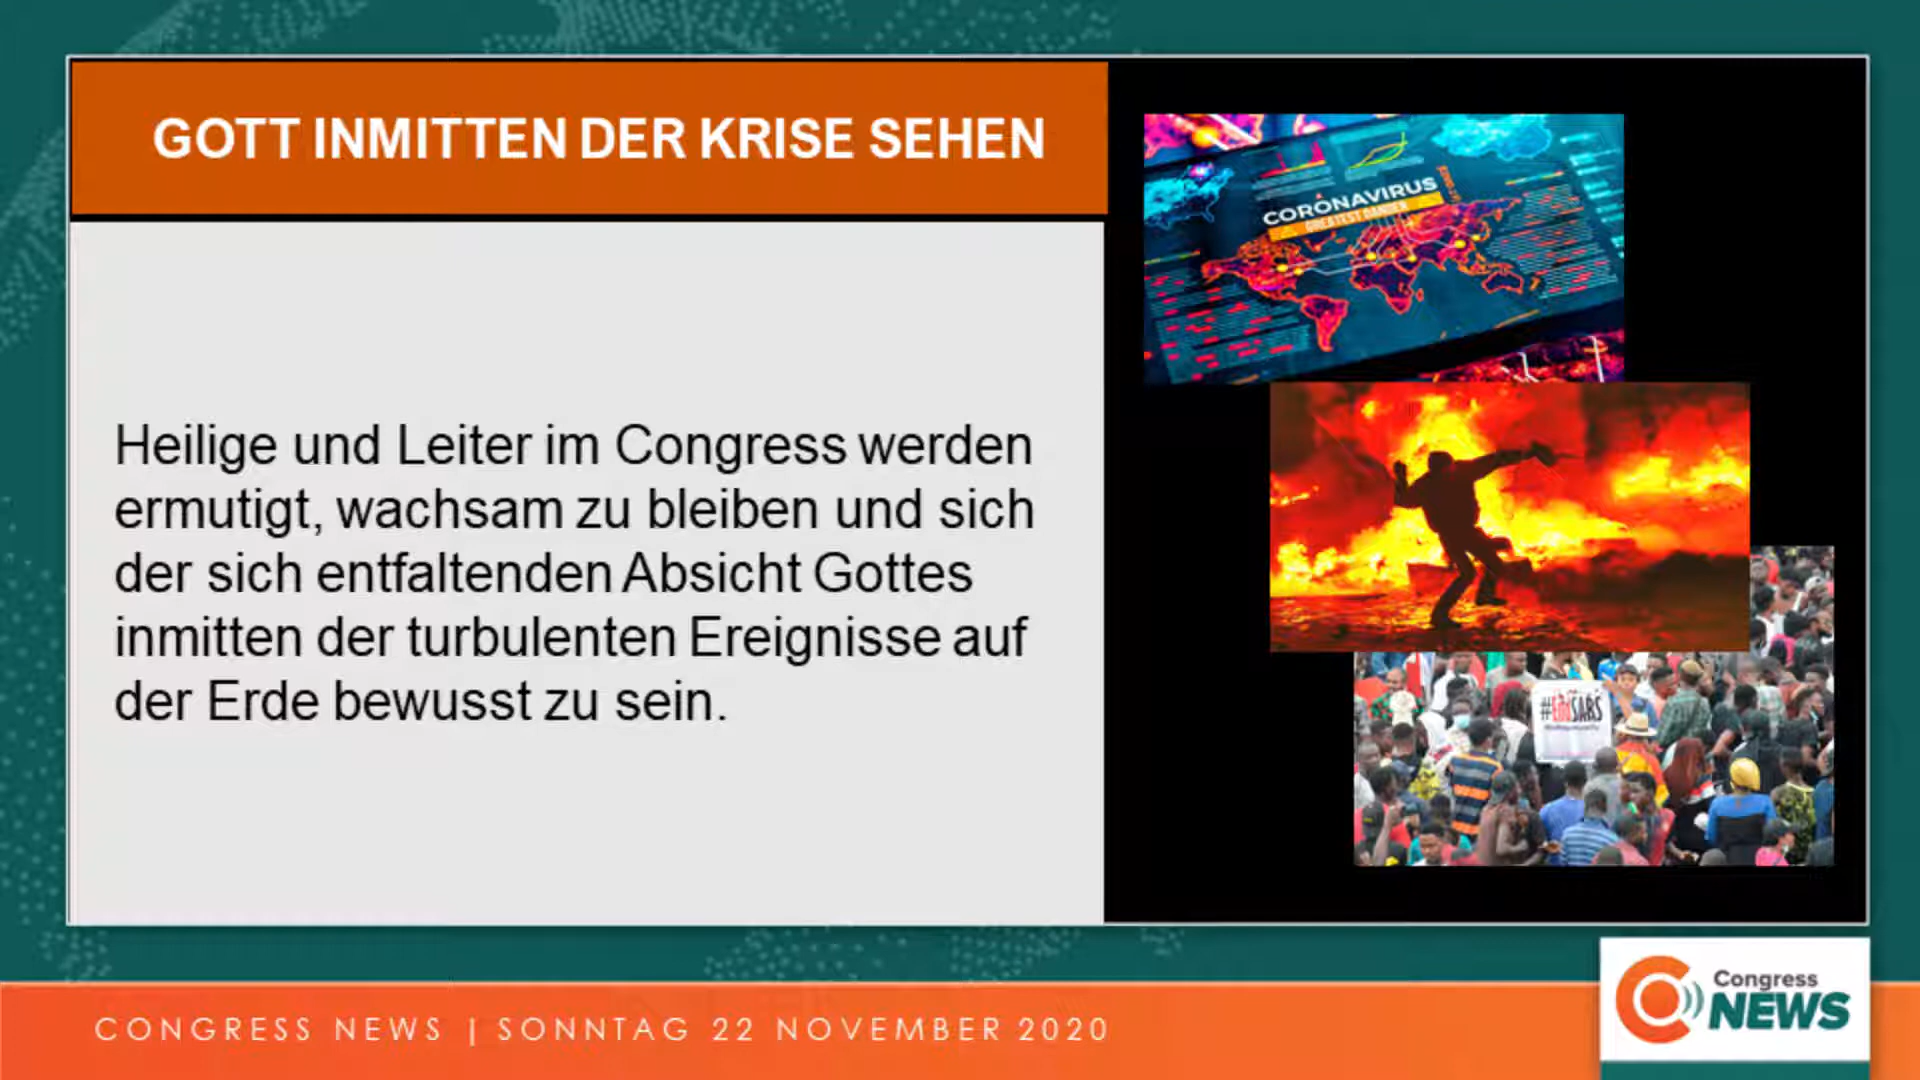 GOTT INMITTEN DER KRISE SEHEN
Heilige und Leiter im Congress werden
ermutigt, wachsam zu bleiben und sich
der sich entfaltenden Absicht Gottes
inmitten der turbulenten Ereignisse auf
der Erde bewusst zu sein.
CORONAVIRUS
GREATEST DANGER
#EndSARS
CONGRESS NEWS | SONNTAG 22 NOVEMBER 2020
Congress
NEWS